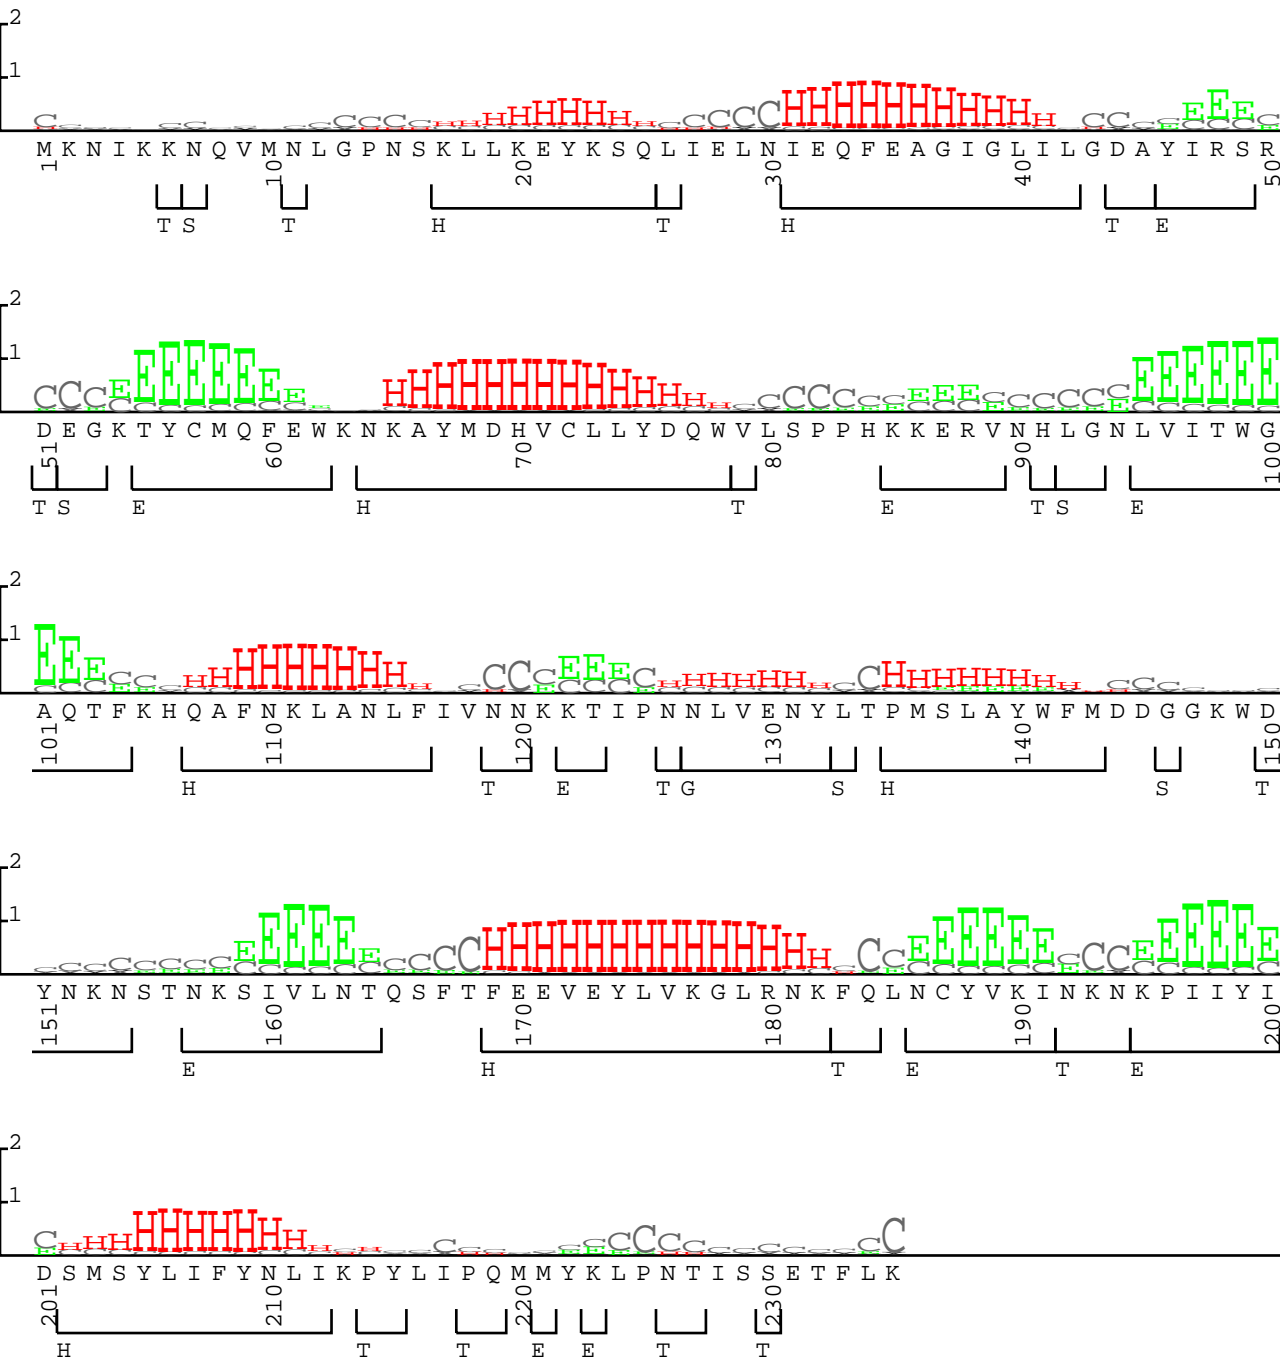 2
1
M K N I K K N Q V M N L G P N S K L L K E Y K S Q L I E L N I E Q F E A G I G L I L G D A Y I R S R
1 10 20 30 40 50
T S T H T H T E
2
1
D E G K T Y C M Q F E W K N K A Y M D H V C L L Y D Q W V L S P P H K K E R V N H L G N L V I T W G
51 60 70 80 90 100
T S E H T E T S E
2
1
A Q T F K H Q A F N K L A N L F I V N N K K T I P N N L V E N Y L T P M S L A Y W F M D D G G K W D
101 110 120 130 140 150
H T E T G S H S T
2
1
Y N K N S T N K S I V L N T Q S F T F E E V E Y L V K G L R N K F Q L N C Y V K I N K N K P I I Y I
151 160 170 180 190 200
E H T E T E
2
1
D S M S Y L I F Y N L I K P Y L I P Q M M Y K L P N T I S S E T F L K
201 210 220 230
H T T E E T T